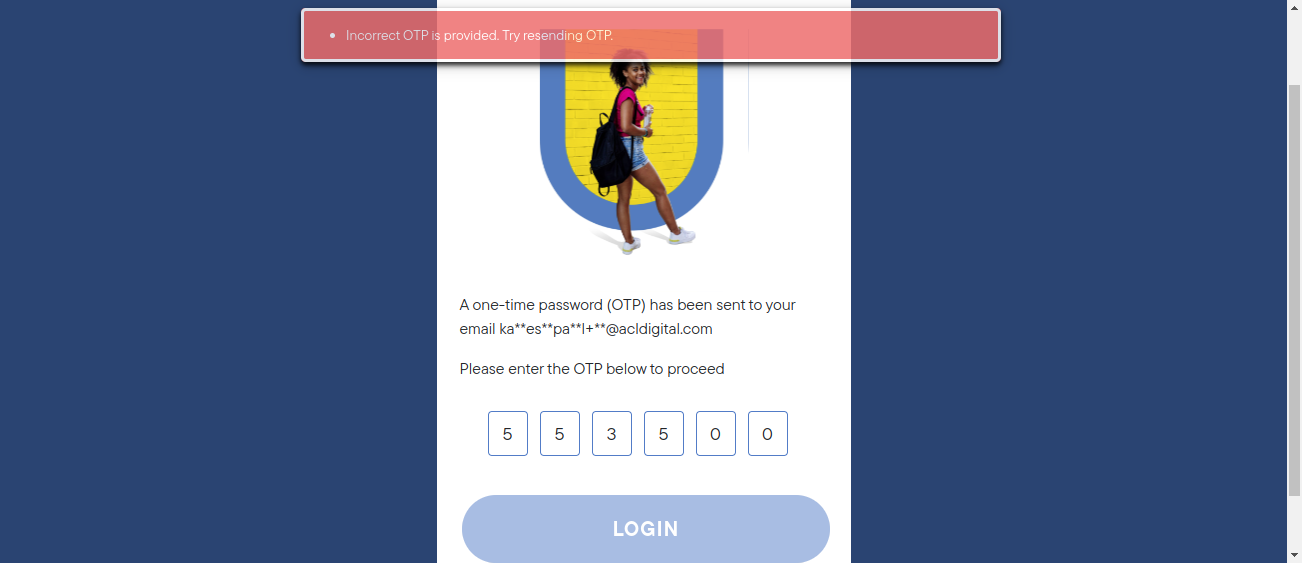 Incorrect OTP is provided. Try resending OTP.
A one-time password (OTP) has been sent to your
email ka**es**pa**l+**@acldigital.com
Please enter the OTP below to proceed
5 5 3 5 0 0
LOGIN